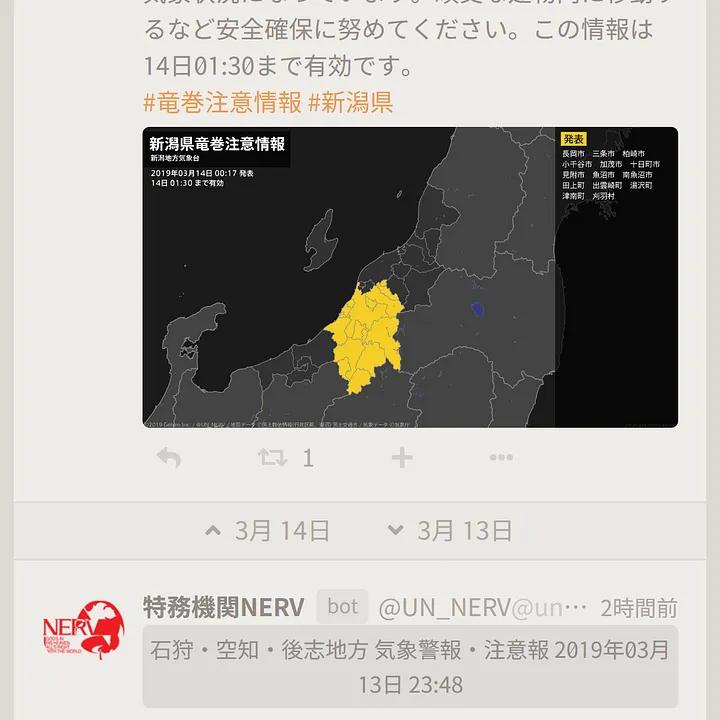 るなど安全確保に努めてください。この情報は
14日01:30まで有効です。
#竜巻注意情報 #新潟県
新潟県竜巻注意情報
新潟地方気象台
2019年03月14日 00:17 発表
14日 01:30 まで有効
発表
長岡市 三条市 柏崎市
小千谷市 加茂市 十日町市
見附市 魚沼市 南魚沼市
田上町 出雲崎町 湯沢町
津南町 刈羽村
1
3月 14日 3月 13日
NERV
特務機関NERV bot @UN_NERV@un… 2時間前
石狩・空知・後志地方 気象警報・注意報 2019年03月
13日 23:48